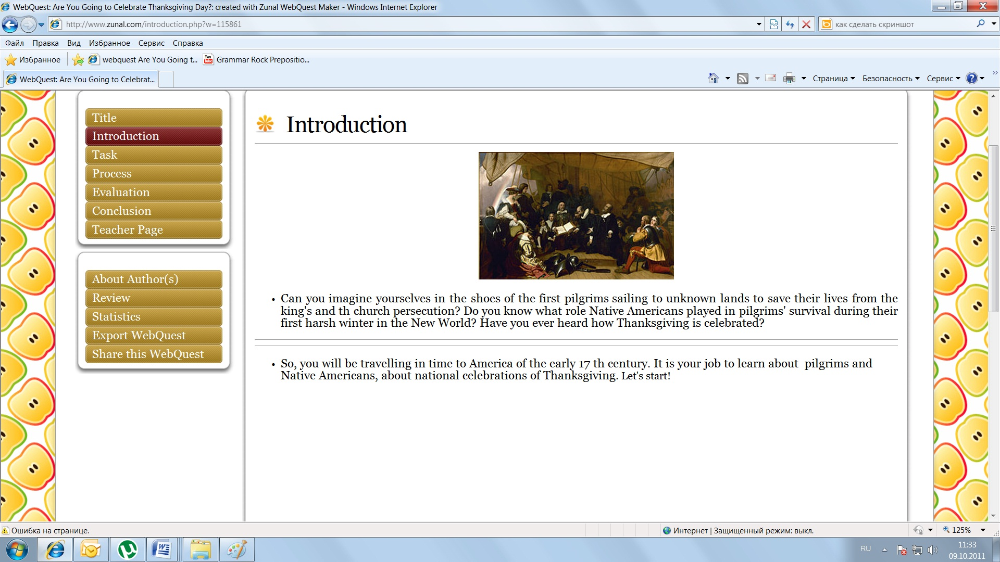 WebQuest: Are You Going to Celebrate Thanksgiving Day?: created with Zunal WebQuest Maker - Windows Internet Explorer
http://www.zunal.com/introduction.php?w=115861
как сделать скриншот
Файл Правка Вид Избранное Сервис Справка
Избранное webquest Are You Going t... You Tube Grammar Rock Prepositio...
WebQuest: Are You Going to Celebrat...
Страница Безопасность Сервис
Title
Introduction
Task
Process
Evaluation
Conclusion
Teacher Page
About Author(s)
Review
Statistics
Export WebQuest
Share this WebQuest
Introduction
• Can you imagine yourselves in the shoes of the first pilgrims sailing to unknown lands to save their lives from the
king's and th church persecution? Do you know what role Native Americans played in pilgrims' survival during their
first harsh winter in the New World? Have you ever heard how Thanksgiving is celebrated?
• So, you will be travelling in time to America of the early 17 th century. It is your job to learn about  pilgrims and
Native Americans, about national celebrations of Thanksgiving. Let's start!
Ошибка на странице.
Интернет | Защищенный режим: выкл.
125%
RU
11:33
09.10.2011